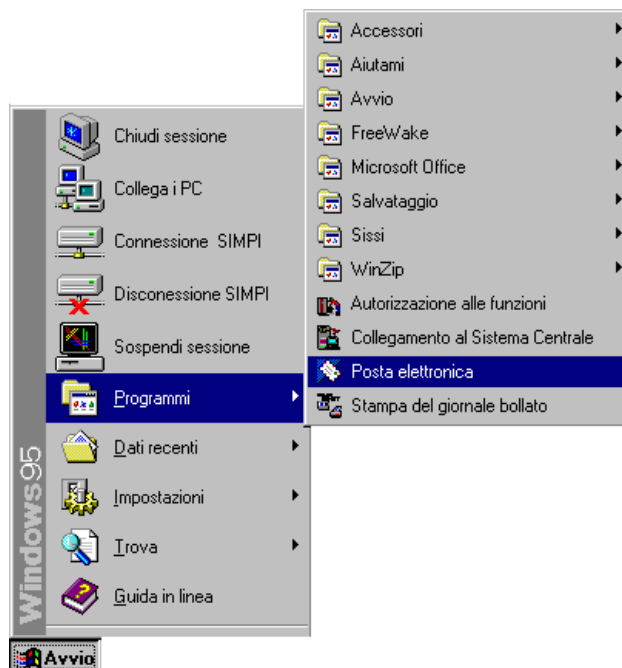 Accessori
Aiutami
Avvio
FreeWake
Microsoft Office
Salvataggio
Sissi
WinZip
Autorizzazione alle funzioni
Collegamento al Sistema Centrale
Posta elettronica
Stampa del giornale bollato
Chiudi sessione
Collega i PC
Connessione SIMPI
Disconessione SIMPI
Sospendi sessione
Programmi
Dati recenti
Impostazioni
Trova
Guida in linea
Windows95
Avvio